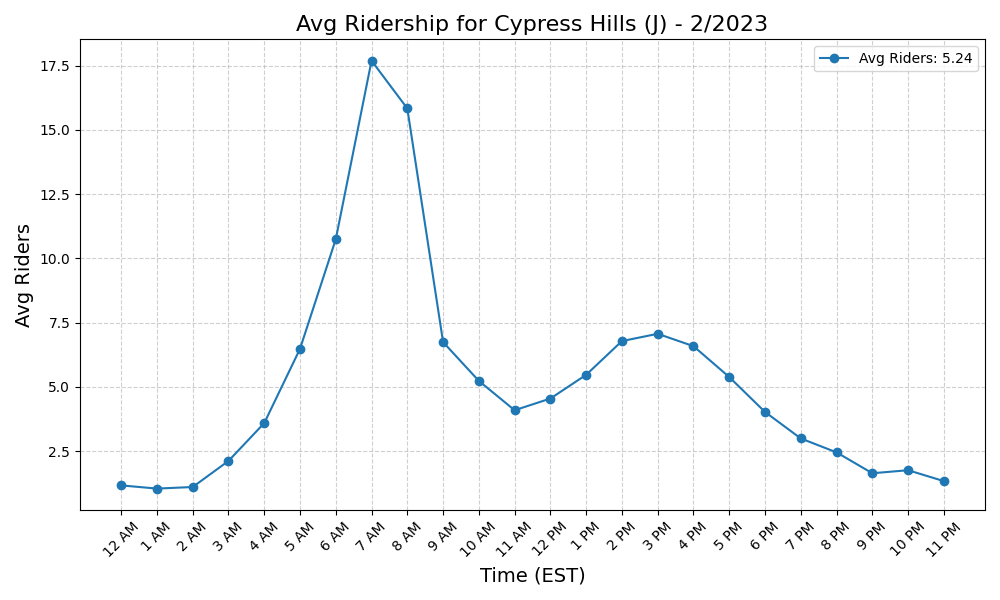 Avg Ridership for Cypress Hills (J) - 2/2023
Avg Riders: 5.24
Avg Riders
17.5
15.0
12.5
10.0
7.5
5.0
2.5
12 AM
1 AM
2 AM
3 AM
4 AM
5 AM
6 AM
7 AM
8 AM
9 AM
10 AM
11 AM
12 PM
1 PM
2 PM
3 PM
4 PM
5 PM
6 PM
7 PM
8 PM
9 PM
10 PM
11 PM
Time (EST)